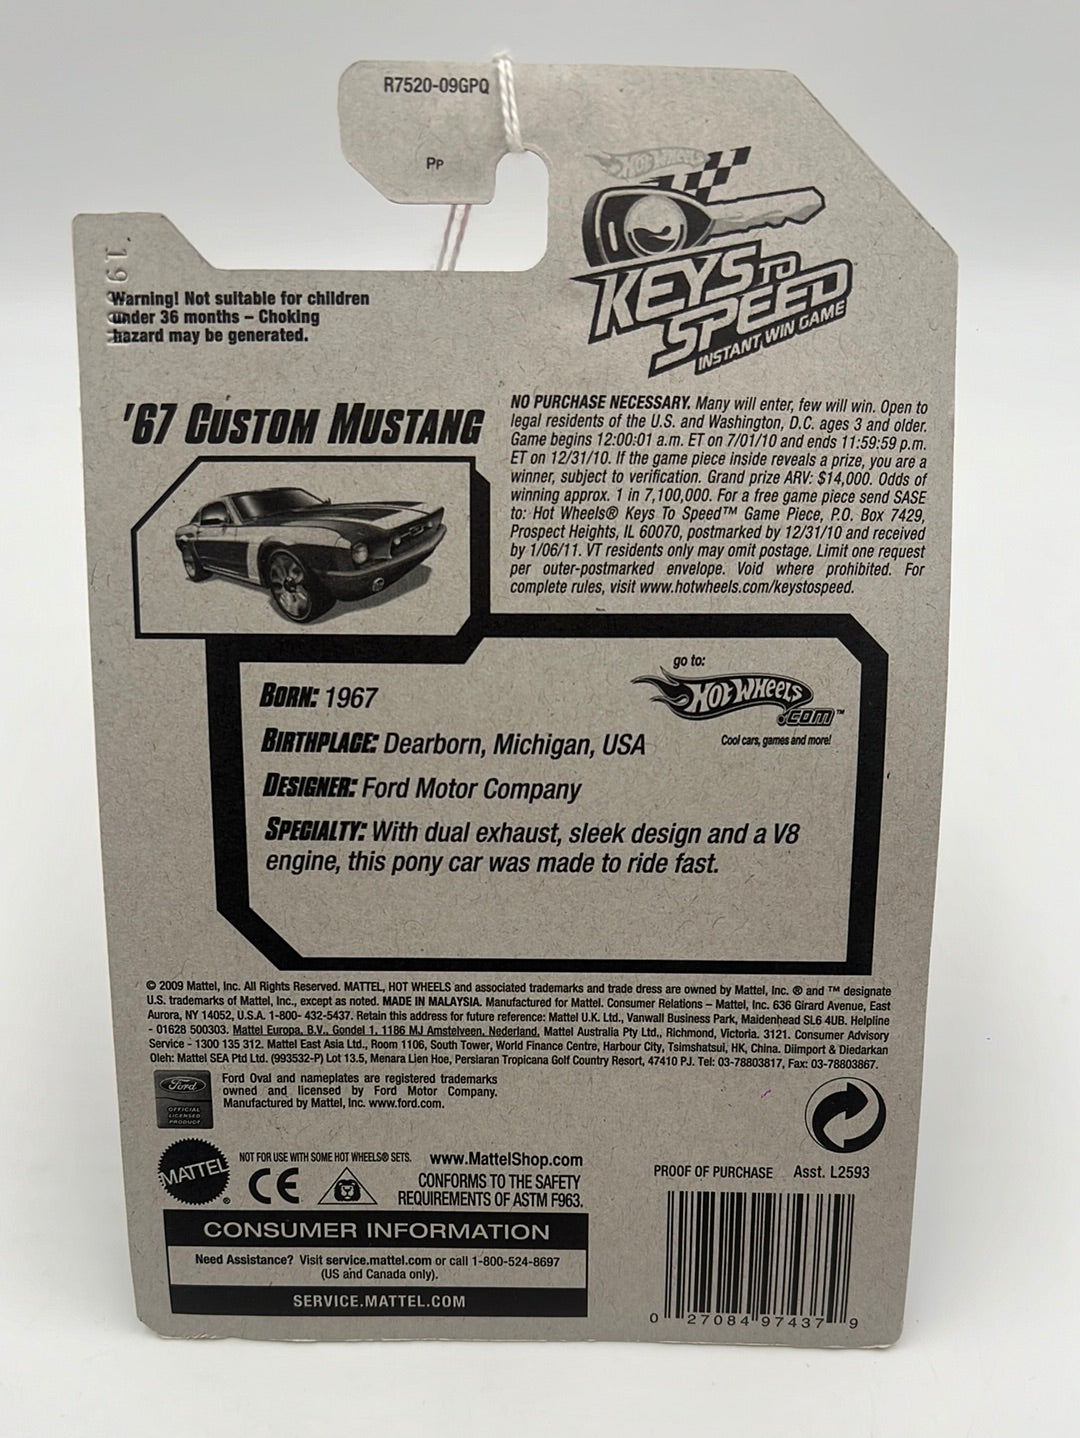 R7520-09GPQ
Pp
HOT WHEELS
KEYS TO
SPEED
INSTANT WIN GAME
Warning! Not suitable for children
under 36 months – Choking
hazard may be generated.
'67 CUSTOM MUSTANG
NO PURCHASE NECESSARY. Many will enter, few will win. Open to
legal residents of the U.S. and Washington, D.C. ages 3 and older.
Game begins 12:00:01 a.m. ET on 7/01/10 and ends 11:59:59 p.m.
ET on 12/31/10. If the game piece inside reveals a prize, you are a
winner, subject to verification. Grand prize ARV: $14,000. Odds of
winning approx. 1 in 7,100,000. For a free game piece send SASE
to: Hot Wheels® Keys To Speed™ Game Piece, P.O. Box 7429,
Prospect Heights, IL 60070, postmarked by 12/31/10 and received
by 1/06/11. VT residents only may omit postage. Limit one request
per outer-postmarked envelope. Void where prohibited. For
complete rules, visit www.hotwheels.com/keystospeed.
go to:
HOT WHEELS
.COM™
Cool cars, games and more!
BORN: 1967
BIRTHPLACE: Dearborn, Michigan, USA
DESIGNER: Ford Motor Company
SPECIALTY: With dual exhaust, sleek design and a V8
engine, this pony car was made to ride fast.
© 2009 Mattel, Inc. All Rights Reserved. MATTEL, HOT WHEELS and associated trademarks and trade dress are owned by Mattel, Inc. ® and ™ designate
U.S. trademarks of Mattel, Inc., except as noted. MADE IN MALAYSIA. Manufactured for Mattel. Consumer Relations – Mattel, Inc. 636 Girard Avenue, East
Aurora, NY 14052, U.S.A. 1-800- 432-5437. Retain this address for future reference: Mattel U.K. Ltd., Vanwall Business Park, Maidenhead SL6 4UB. Helpline
- 01628 500303. Mattel Europa, B.V., Gondel 1, 1186 MJ Amstelveen, Nederland. Mattel Australia Pty Ltd., Richmond, Victoria. 3121. Consumer Advisory
Service - 1300 135 312. Mattel East Asia Ltd., Room 1106, South Tower, World Finance Centre, Harbour City, Tsimshatsui, HK, China. Diimport & Diedarkan
Oleh: Mattel SEA Ptd Ltd. (993532-P) Lot 13.5, Menara Lien Hoe, Persiaran Tropicana Golf Country Resort, 47410 PJ. Tel: 03-78803817, Fax: 03-78803867.
Ford
OFFICIAL
LICENSED
PRODUCT
Ford Oval and nameplates are registered trademarks
owned and licensed by Ford Motor Company.
Manufactured by Mattel, Inc. www.ford.com.
MATTEL®
NOT FOR USE WITH SOME HOT WHEELS® SETS.
www.MattelShop.com
CE
CONFORMS TO THE SAFETY
REQUIREMENTS OF ASTM F963.
PROOF OF PURCHASE Asst. L2593
CONSUMER INFORMATION
Need Assistance? Visit service.mattel.com or call 1-800-524-8697
(US and Canada only).
SERVICE.MATTEL.COM
0 27084 97437 9